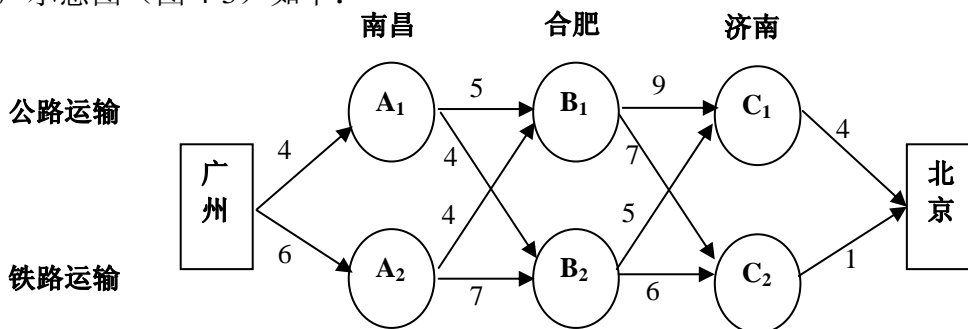 示意图（图 4-3）如下：
南昌 合肥 济南
公路运输
A1 5 B1 9 C1
4 4 7 4
广州
北京
4 5
6 1
铁路运输
A2 7 B2 6 C2